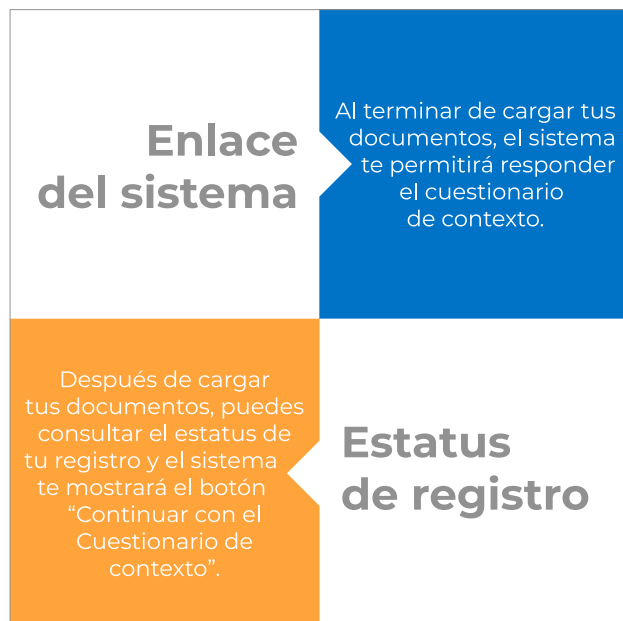 Enlace
del sistema
Al terminar de cargar tus
documentos, el sistema
te permitirá responder
el cuestionario
de contexto.
Después de cargar
tus documentos, puedes
consultar el estatus de
tu registro y el sistema
te mostrará el botón
“Continuar con el
Cuestionario de
contexto”.
Estatus
de registro